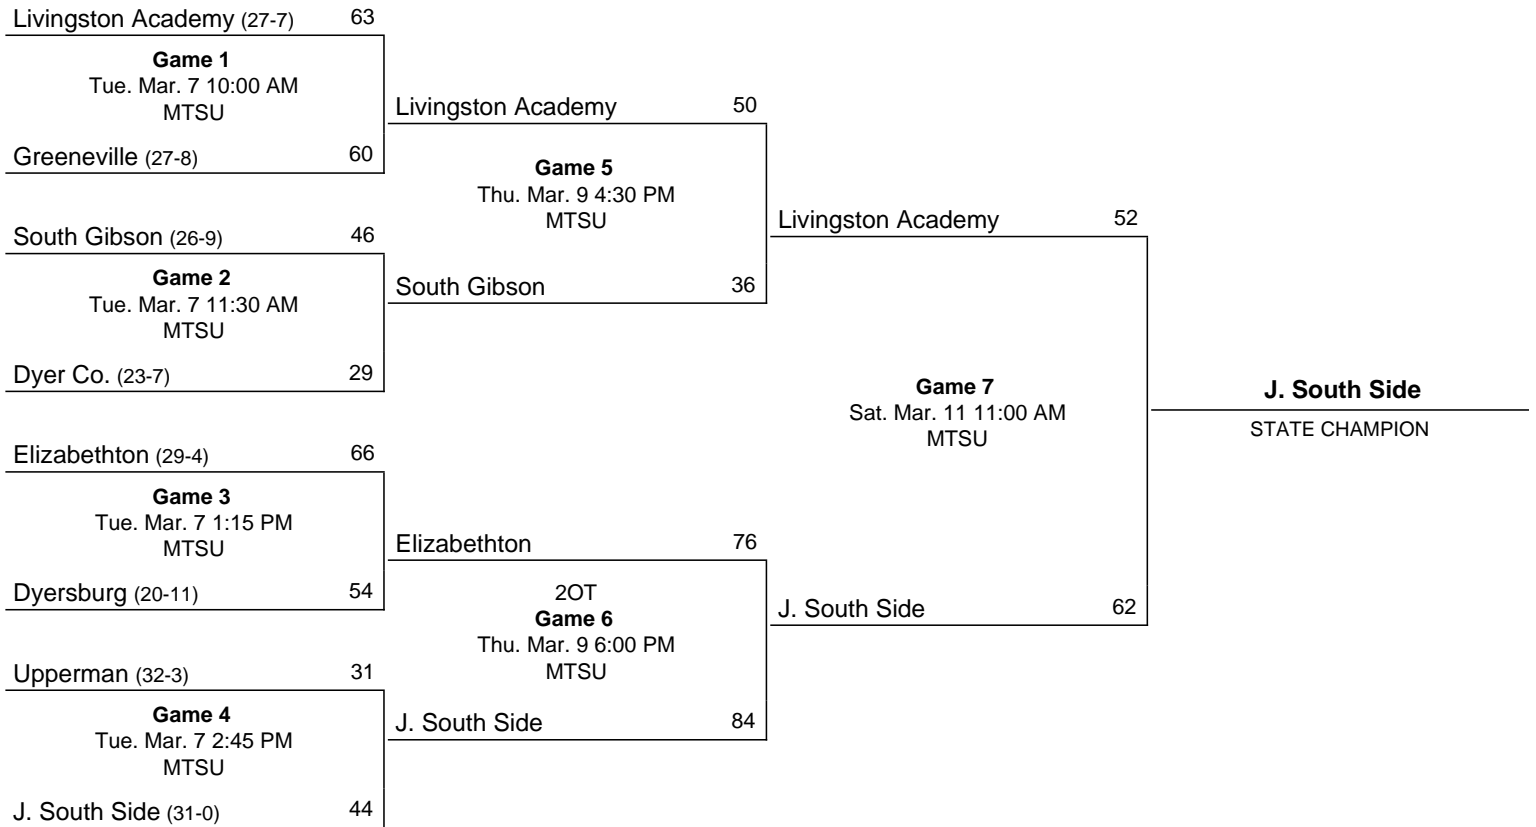 Livingston Academy (27-7) 63
Game 1
Tue. Mar. 7 10:00 AM
MTSU
Greeneville (27-8) 60
South Gibson (26-9) 46
Game 2
Tue. Mar. 7 11:30 AM
MTSU
Dyer Co. (23-7) 29
Elizabethton (29-4) 66
Game 3
Tue. Mar. 7 1:15 PM
MTSU
Dyersburg (20-11) 54
Upperman (32-3) 31
Game 4
Tue. Mar. 7 2:45 PM
MTSU
J. South Side (31-0) 44
Livingston Academy 50
Game 5
Thu. Mar. 9 4:30 PM
MTSU
South Gibson 36
Elizabethton 76
2OT
Game 6
Thu. Mar. 9 6:00 PM
MTSU
J. South Side 84
Livingston Academy 52
Game 7
Sat. Mar. 11 11:00 AM
MTSU
J. South Side 62
J. South Side
STATE CHAMPION